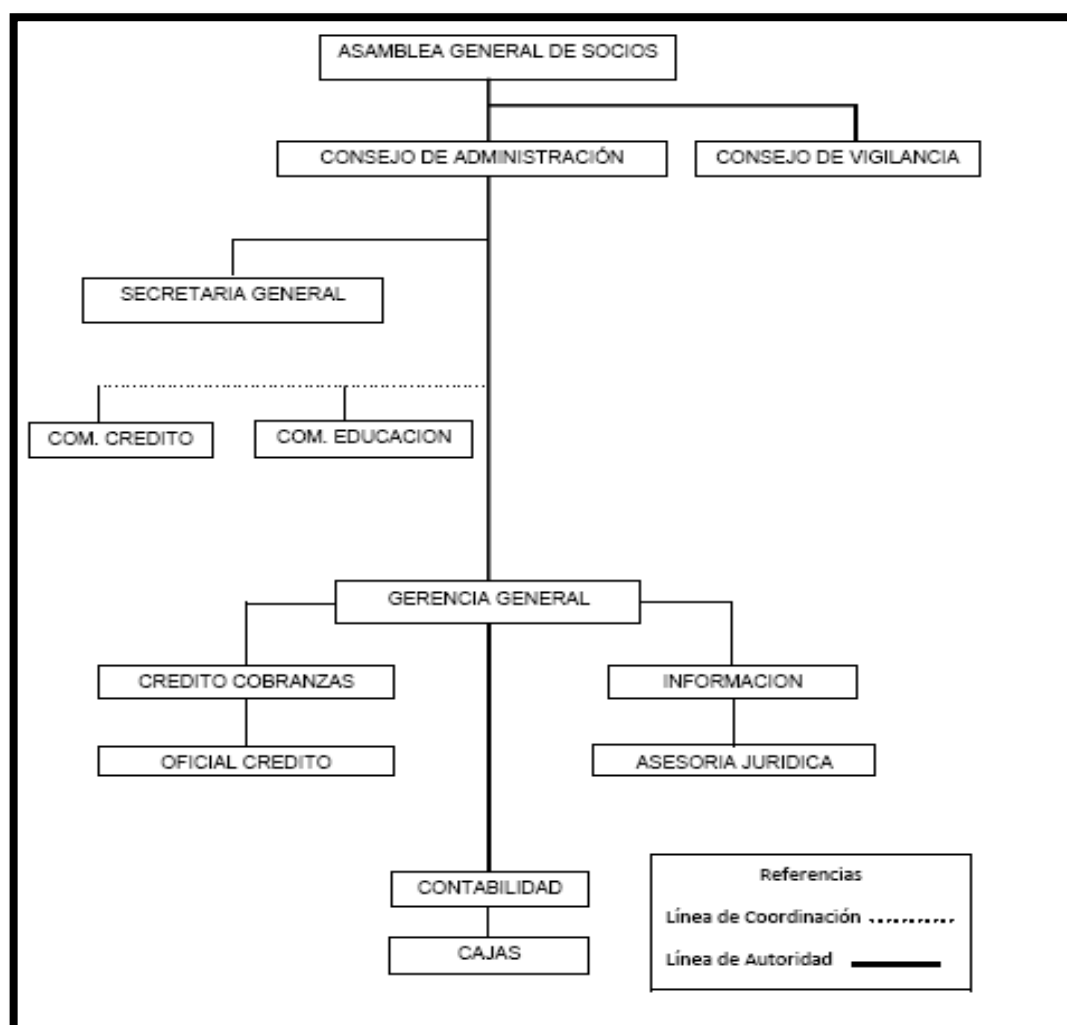 ASAMBLEA GENERAL DE SOCIOS
CONSEJO DE ADMINISTRACIÓN
CONSEJO DE VIGILANCIA
SECRETARIA GENERAL
COM. CREDITO
COM. EDUCACION
GERENCIA GENERAL
CREDITO COBRANZAS
INFORMACION
OFICIAL CREDITO
ASESORIA JURIDICA
CONTABILIDAD
CAJAS
Referencias
Línea de Coordinación
Línea de Autoridad